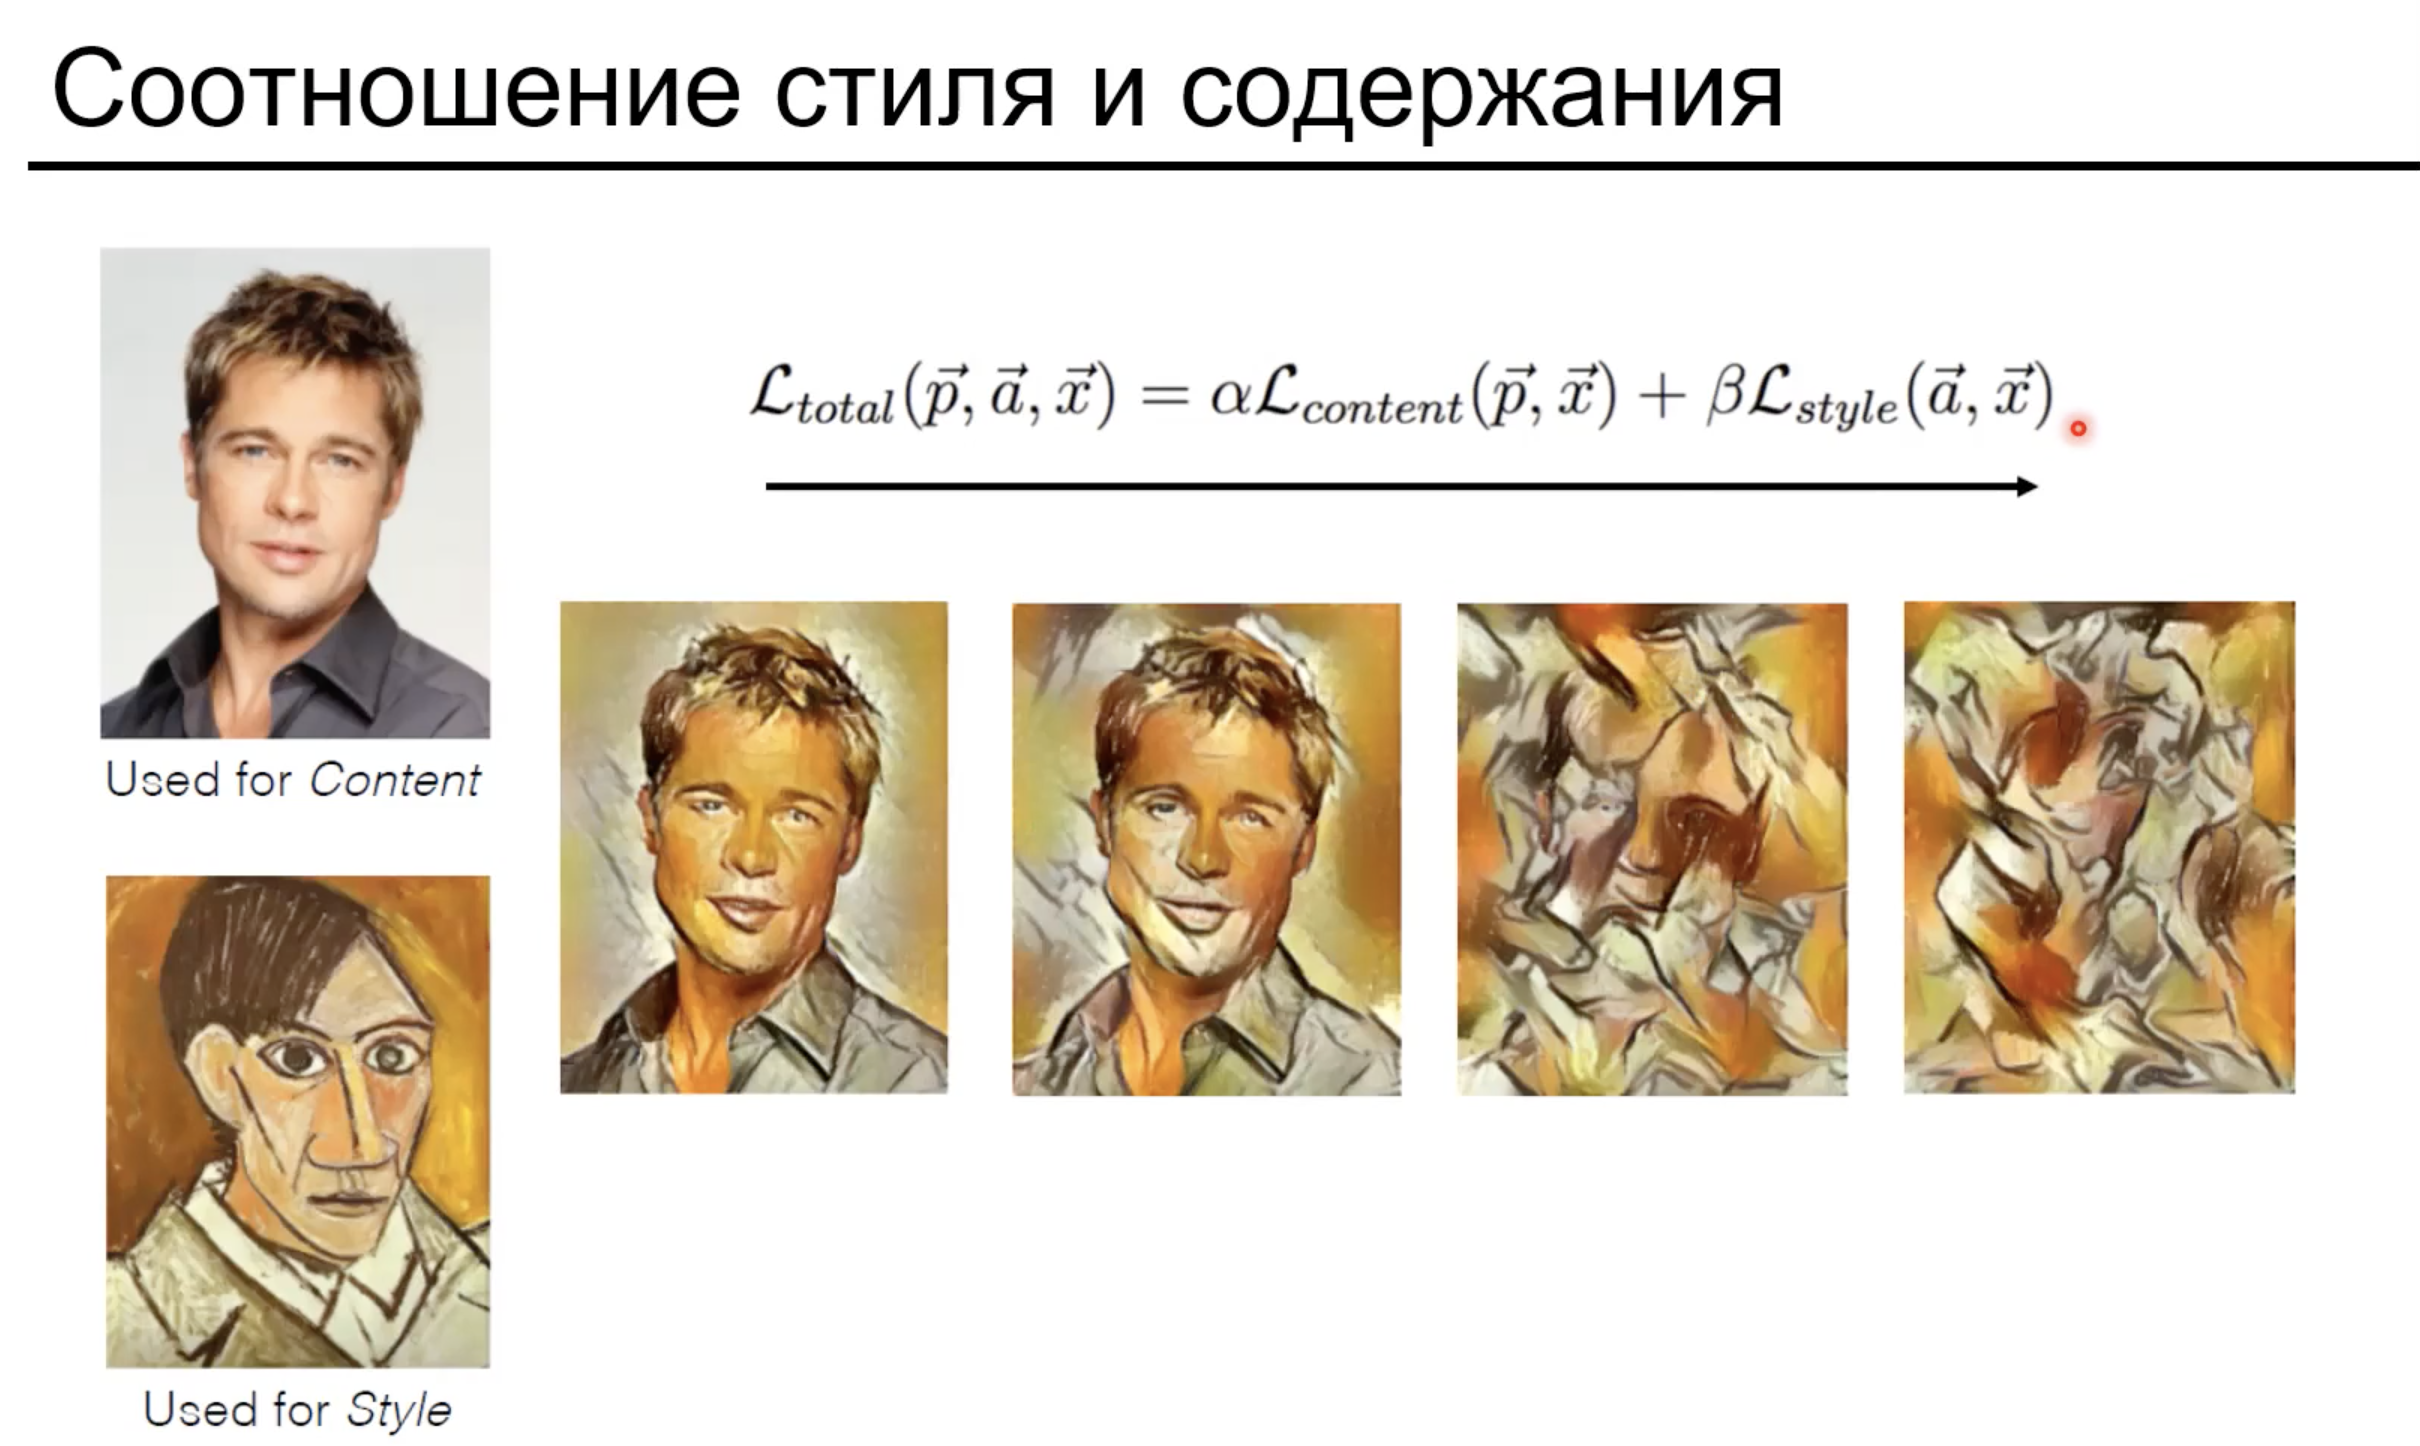 Соотношение стиля и содержания
$\mathcal{L}_{total}(\vec{p}, \vec{a}, \vec{x}) = \alpha\mathcal{L}_{content}(\vec{p}, \vec{x}) + \beta\mathcal{L}_{style}(\vec{a}, \vec{x})$
Used for Content
Used for Style